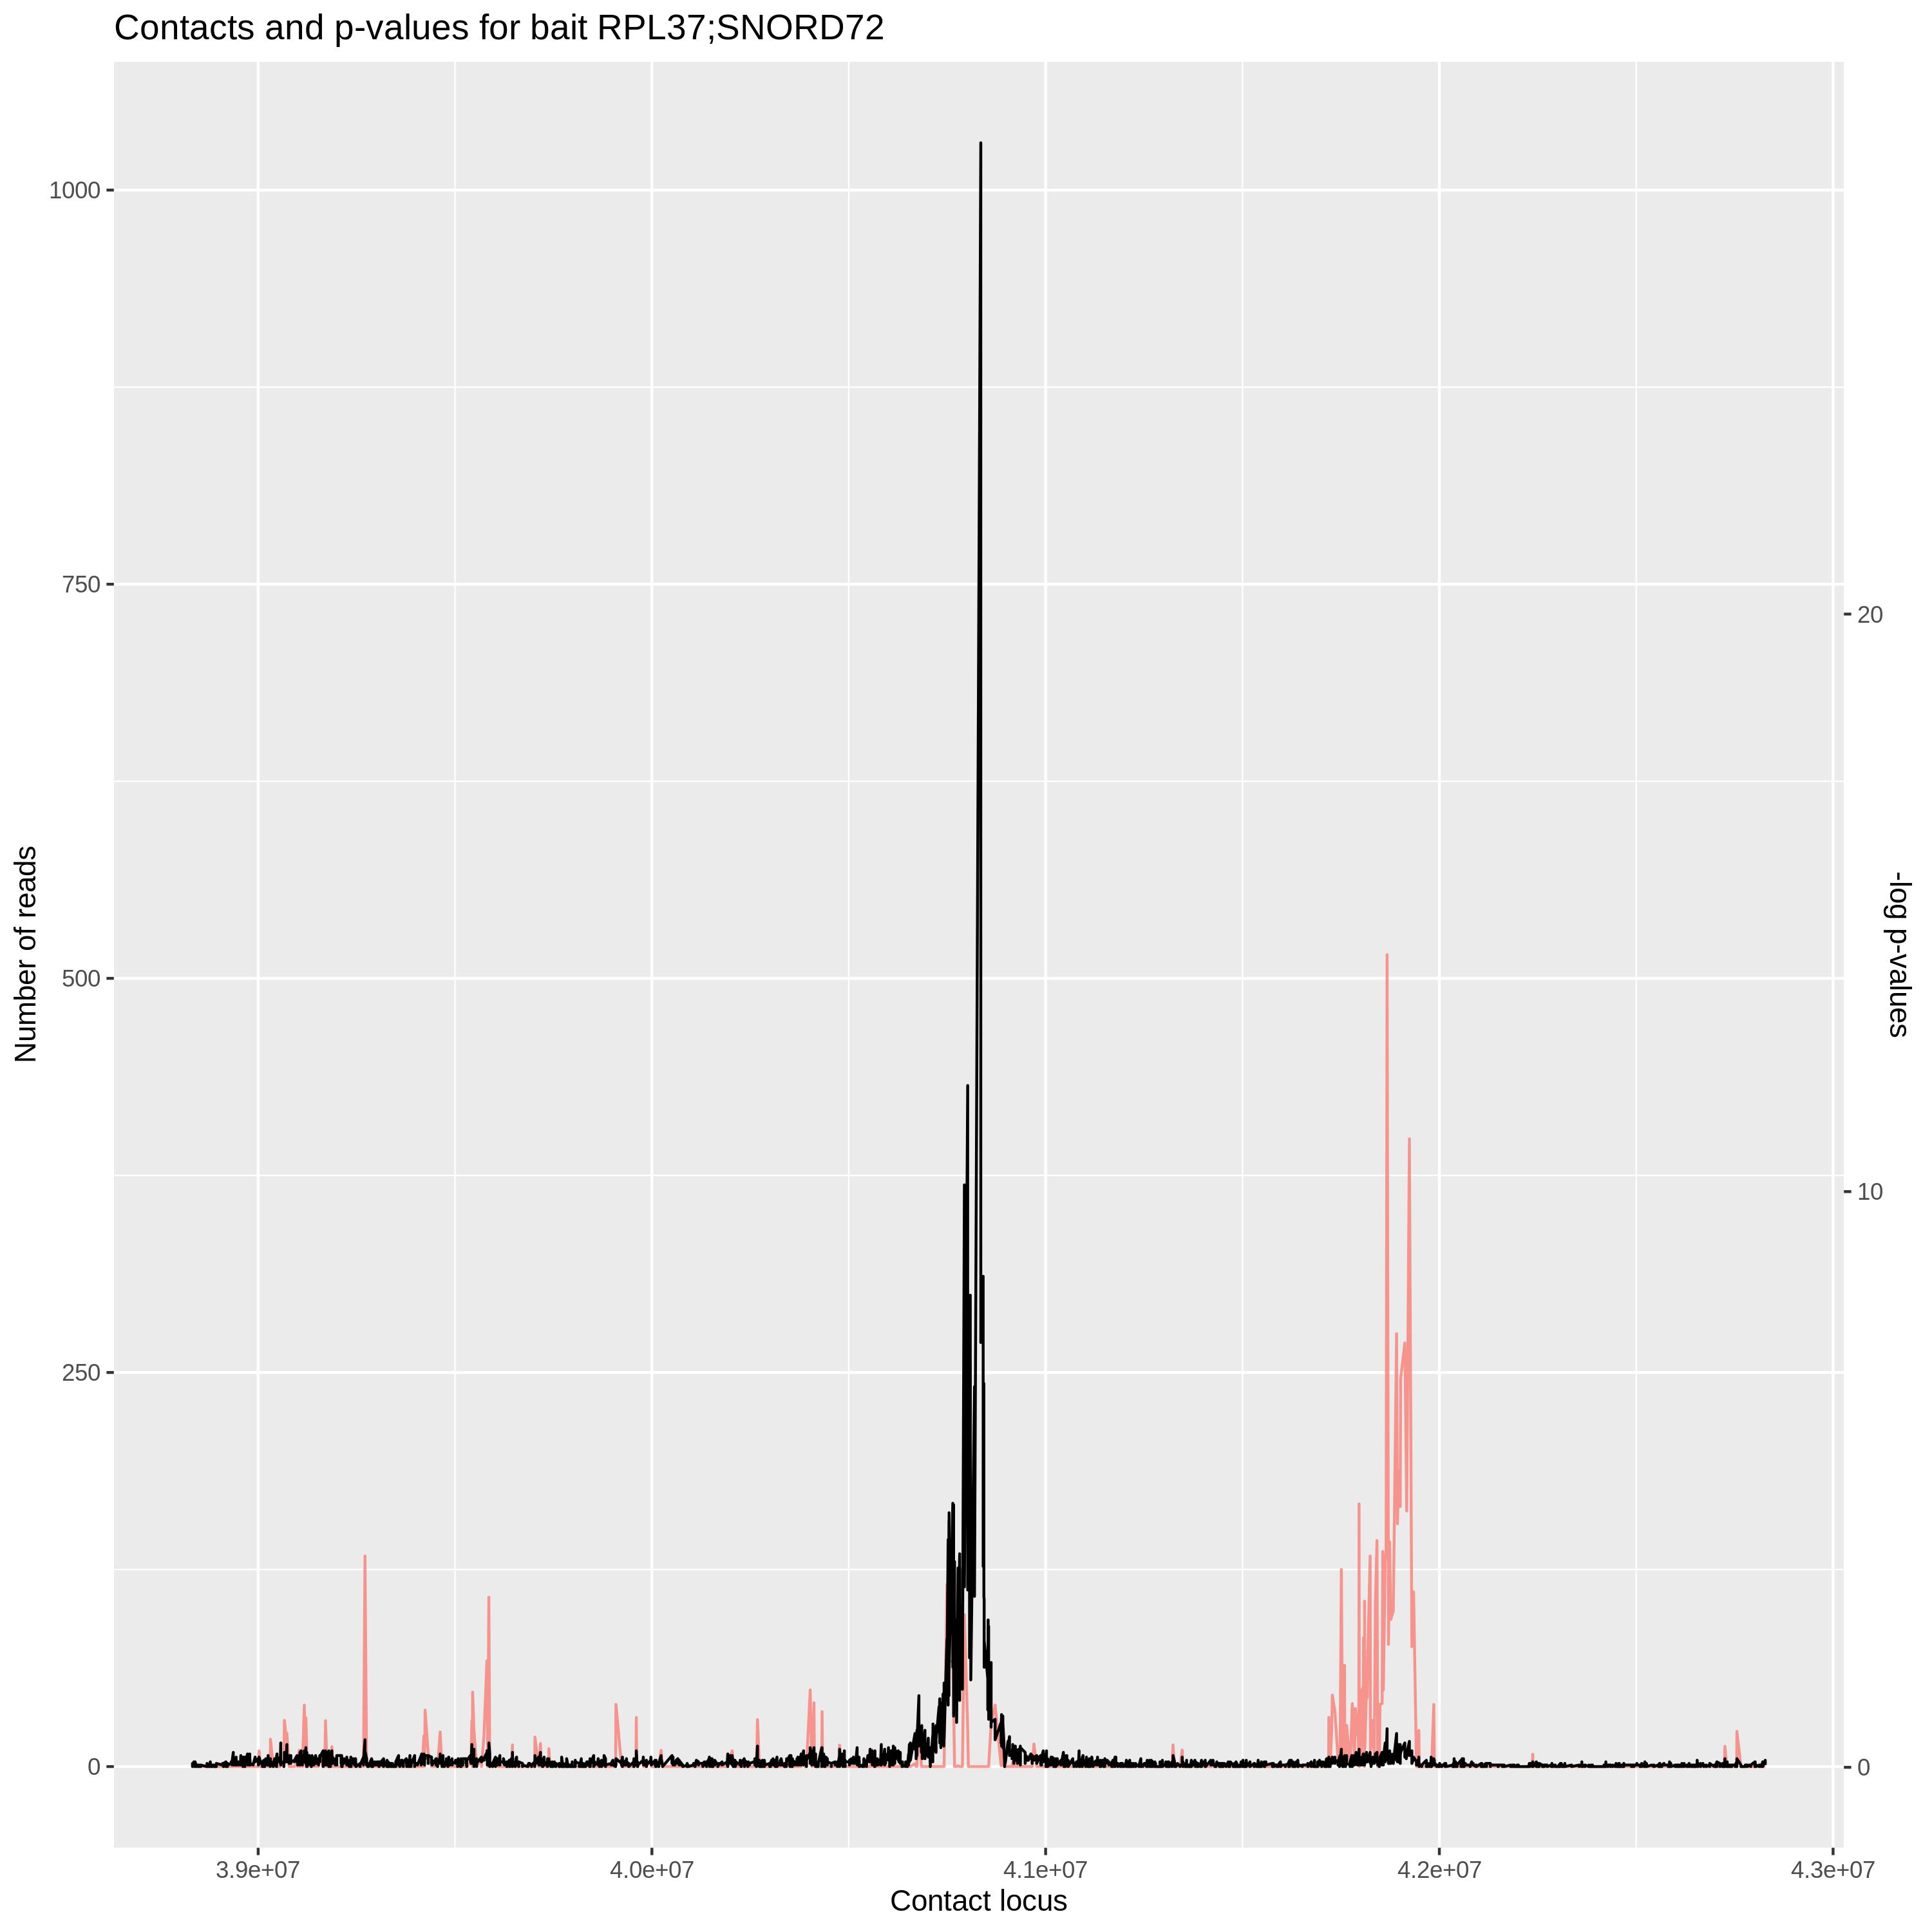 Contacts and p-values for bait RPL37;SNORD72
1000
750
500
250
0
Number of reads
20
10
0
-log p-values
3.9e+07
4.0e+07
4.1e+07
4.2e+07
4.3e+07
Contact locus